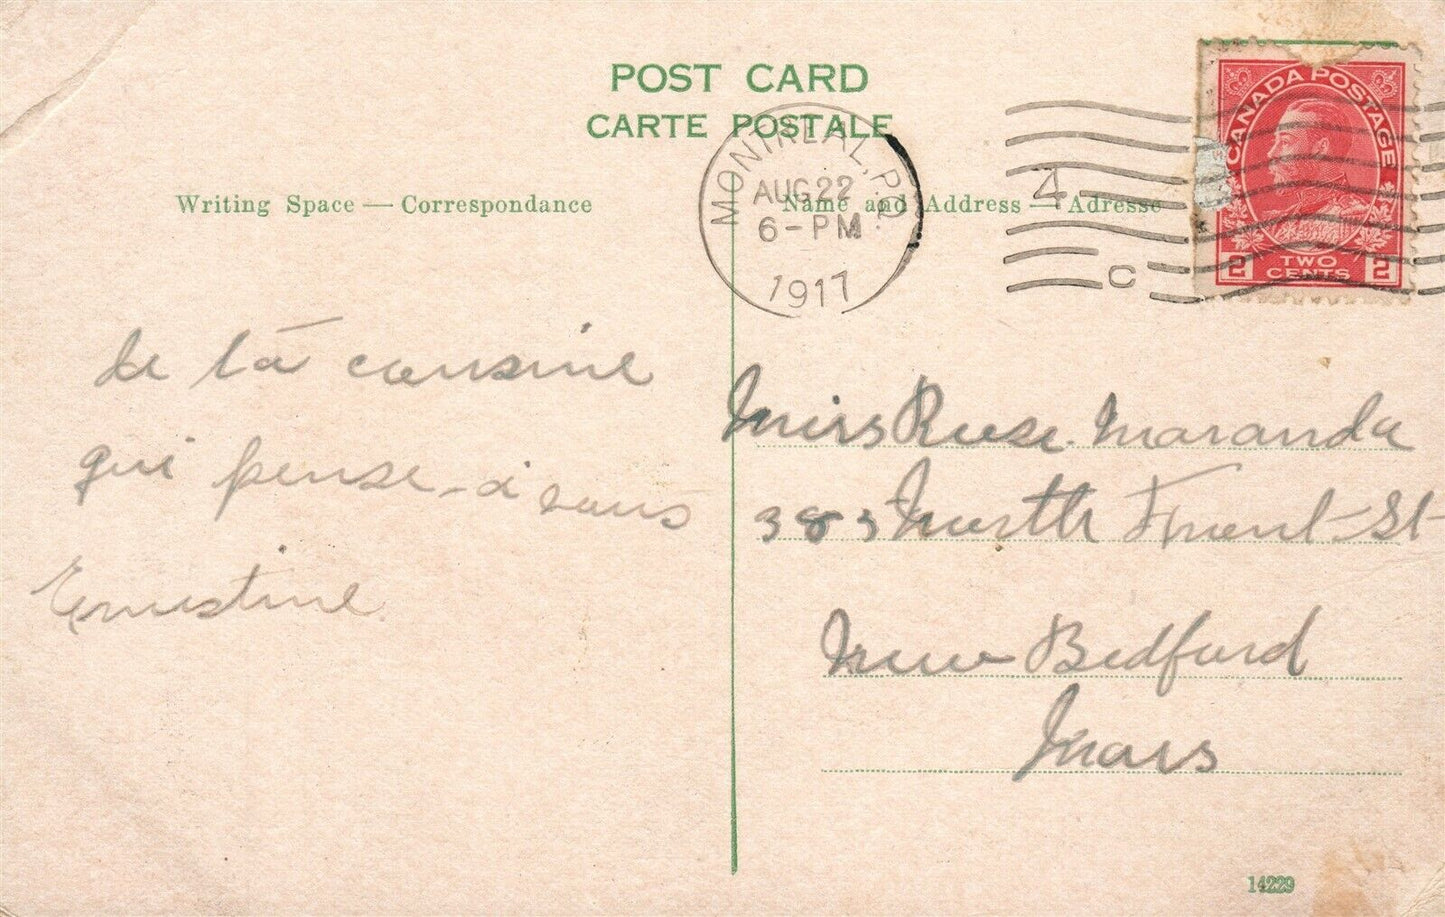 POST CARD
CARTE POSTALE
Writing Space — Correspondance
Name and Address — Adresse
MONTREAL, P.Q.
AUG 22
6 - PM
1917
4
C
CANADA POSTAGE
2 TWO CENTS 2
de la cousine
qui pense à vous
Ernestine
Miss Rose Maranda
383 North Front St
New Bedford
Mass
14229